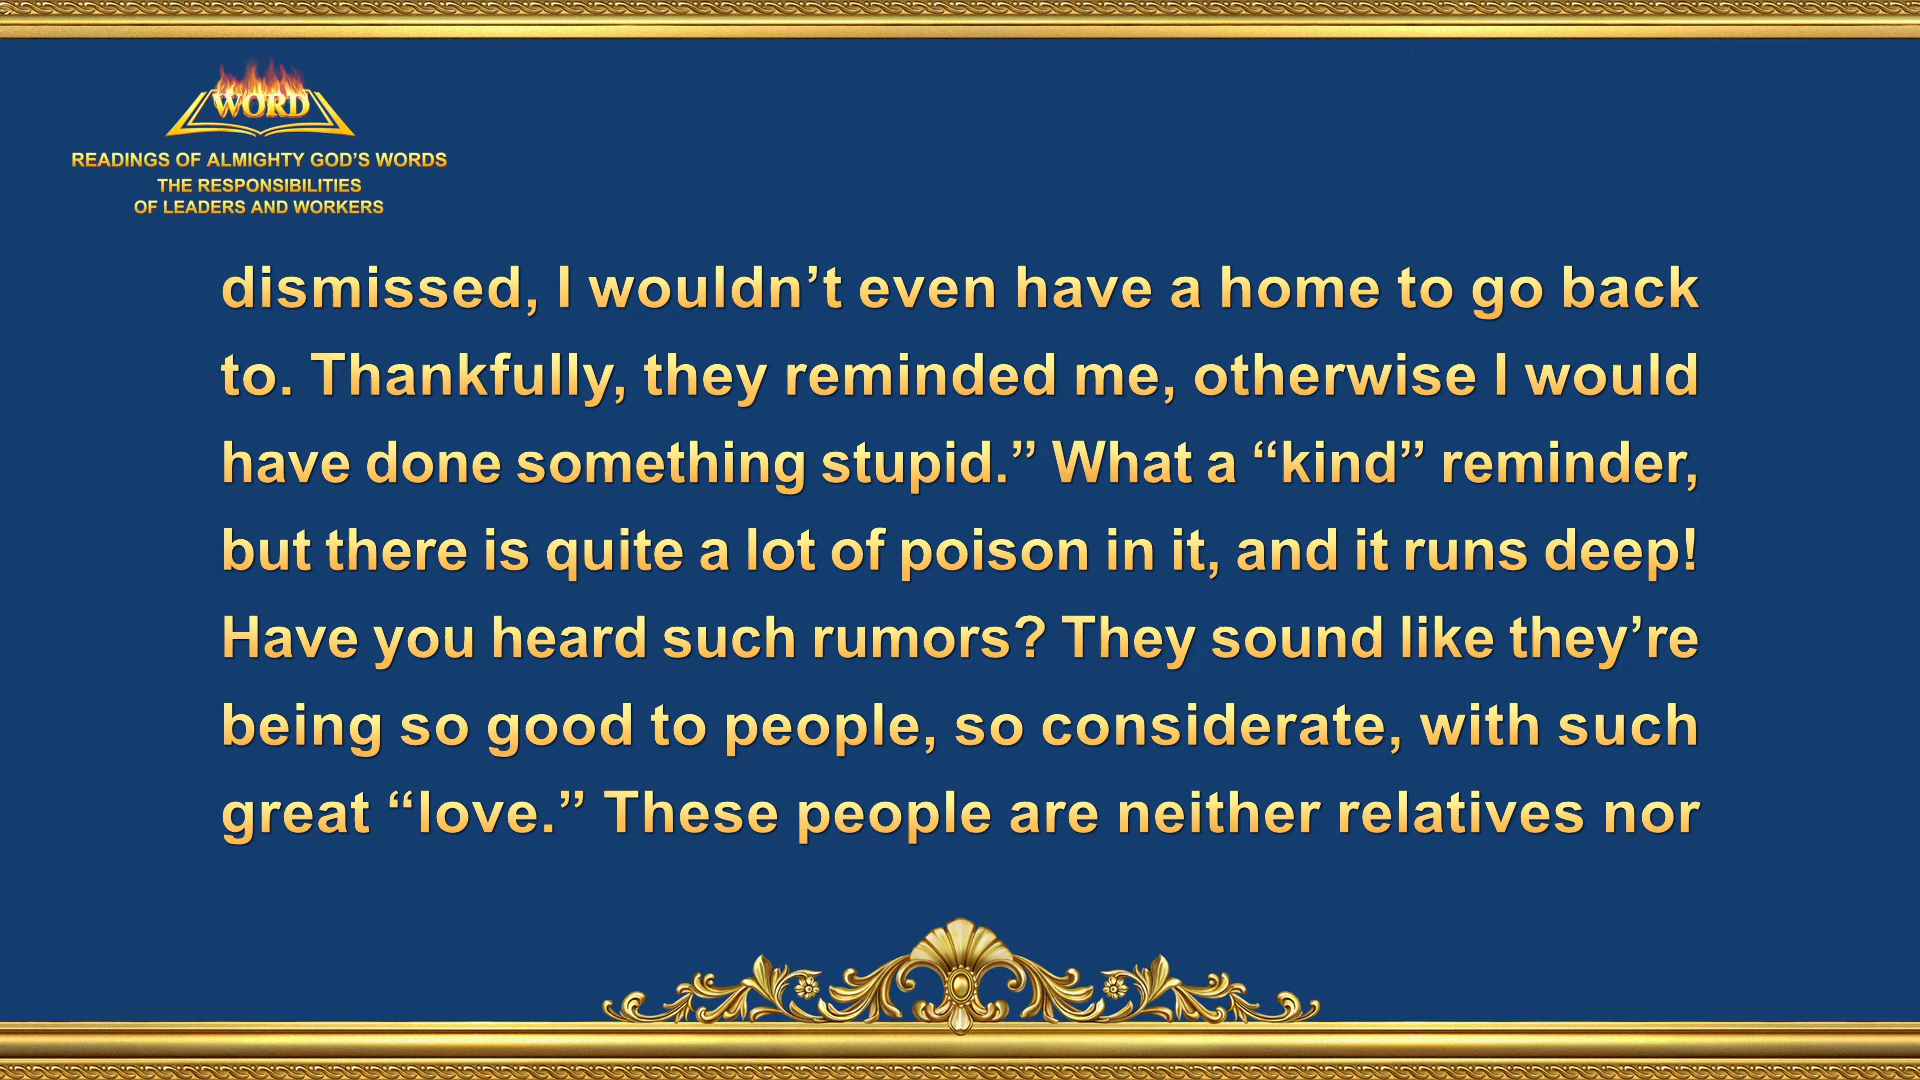 WORD
READINGS OF ALMIGHTY GOD’S WORDS
THE RESPONSIBILITIES
OF LEADERS AND WORKERS
dismissed, I wouldn’t even have a home to go back
to. Thankfully, they reminded me, otherwise I would
have done something stupid.” What a “kind” reminder,
but there is quite a lot of poison in it, and it runs deep!
Have you heard such rumors? They sound like they’re
being so good to people, so considerate, with such
great “love.” These people are neither relatives nor